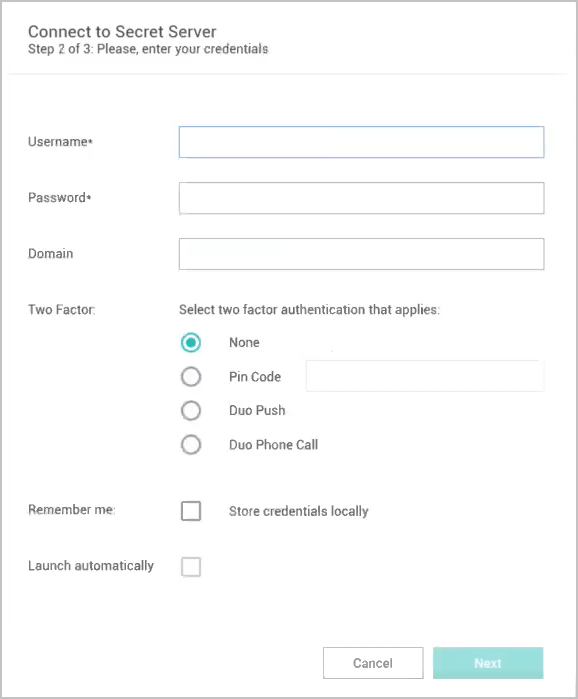 Connect to Secret Server
Step 2 of 3: Please, enter your credentials
Username*
Password*
Domain
Two Factor: Select two factor authentication that applies:
None
Pin Code
Duo Push
Duo Phone Call
Remember me: Store credentials locally
Launch automatically
Cancel Next